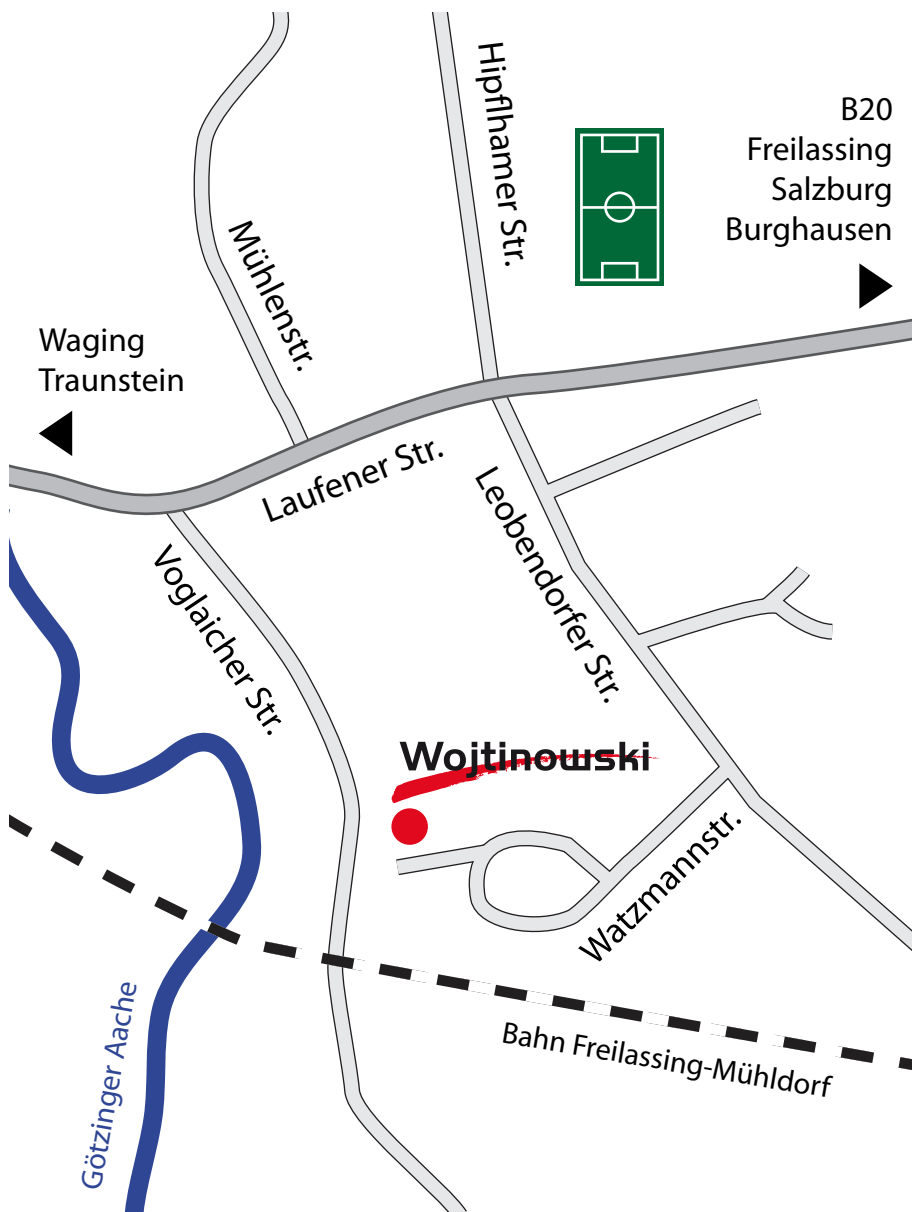 Hipflhamer Str.
B20
Freilassing
Salzburg
Burghausen
Mühlenstr.
Waging
Traunstein
Laufener Str.
Leobendorfer Str.
Voglaicher Str.
Wojtinowski
Watzmannstr.
Götzinger Aache
Bahn Freilassing-Mühldorf